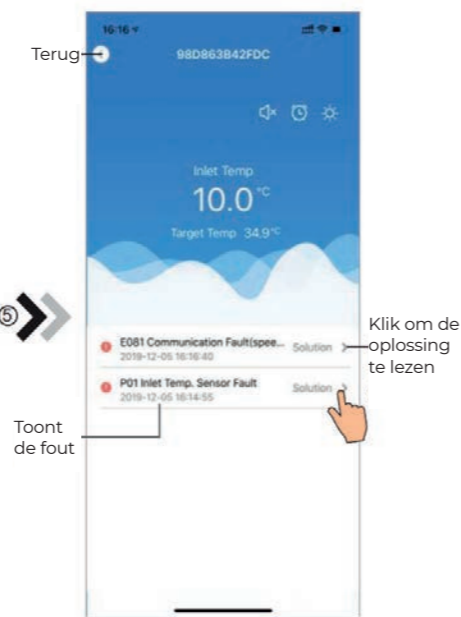 16:16
Terug
98D863B42FDC
Inlet Temp
10.0 °C
Target Temp 34.9 °C
⑤
E081 Communication Fault(spee... Solution
2019-12-05 16:16:40
P01 Inlet Temp. Sensor Fault Solution
2019-12-05 16:14:55
Klik om de
oplossing
te lezen
Toont
de fout